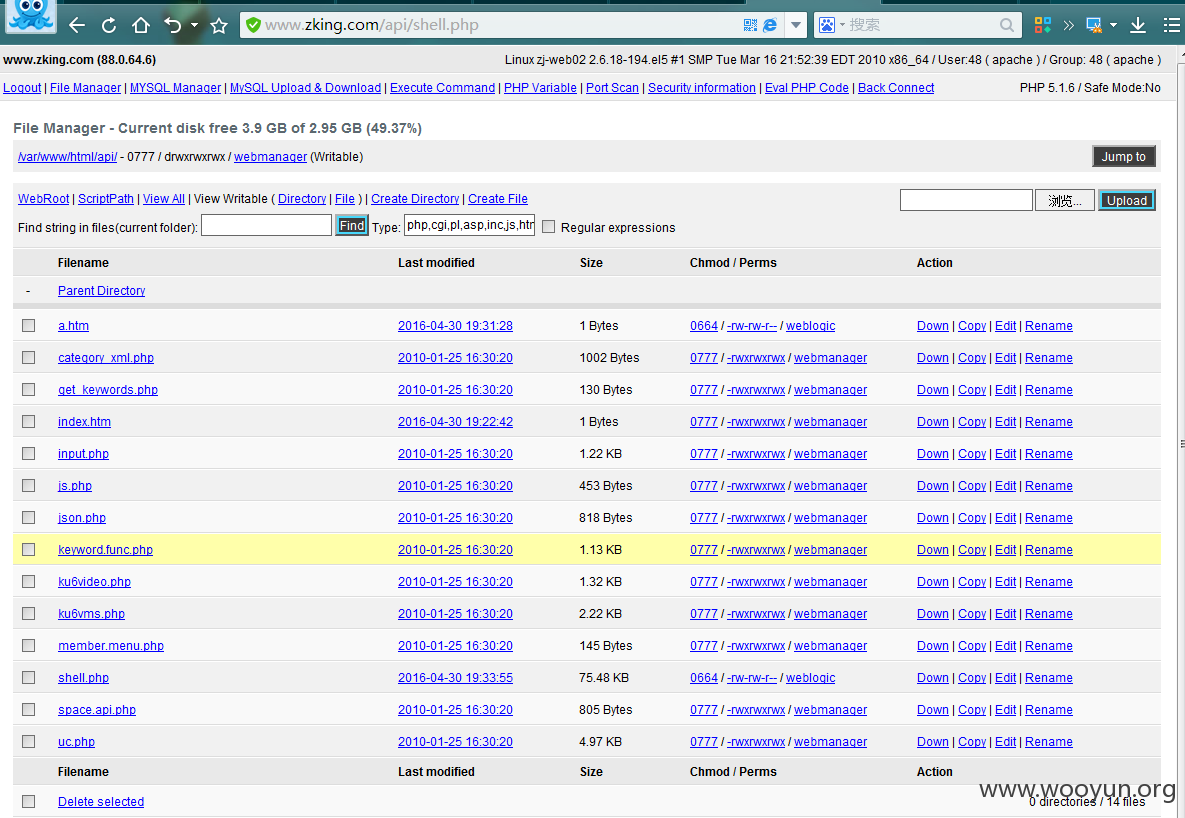 www.zking.com/api/shell.php
搜索
www.zking.com (88.0.64.6)
Linux zj-web02 2.6.18-194.el5 #1 SMP Tue Mar 16 21:52:39 EDT 2010 x86_64 / User:48 ( apache ) / Group: 48 ( apache )
Logout | File Manager | MYSQL Manager | MySQL Upload & Download | Execute Command | PHP Variable | Port Scan | Security information | Eval PHP Code | Back Connect
PHP 5.1.6 / Safe Mode:No
File Manager - Current disk free 3.9 GB of 2.95 GB (49.37%)
/var/www/html/api/ - 0777 / drwxrwxrwx / webmanager (Writable)
Jump to
WebRoot | ScriptPath | View All | View Writable ( Directory | File ) | Create Directory | Create File
浏览... Upload
Find string in files(current folder): Find Type: php,cgi,pl,asp,inc,js,htn Regular expressions
Filename Last modified Size Chmod / Perms Action
- Parent Directory
a.htm 2016-04-30 19:31:28 1 Bytes 0664 / -rw-rw-r-- / weblogic Down | Copy | Edit | Rename
category_xml.php 2010-01-25 16:30:20 1002 Bytes 0777 / -rwxrwxrwx / webmanager Down | Copy | Edit | Rename
get_keywords.php 2010-01-25 16:30:20 130 Bytes 0777 / -rwxrwxrwx / webmanager Down | Copy | Edit | Rename
index.htm 2016-04-30 19:22:42 1 Bytes 0777 / -rwxrwxrwx / webmanager Down | Copy | Edit | Rename
input.php 2010-01-25 16:30:20 1.22 KB 0777 / -rwxrwxrwx / webmanager Down | Copy | Edit | Rename
js.php 2010-01-25 16:30:20 453 Bytes 0777 / -rwxrwxrwx / webmanager Down | Copy | Edit | Rename
json.php 2010-01-25 16:30:20 818 Bytes 0777 / -rwxrwxrwx / webmanager Down | Copy | Edit | Rename
keyword.func.php 2010-01-25 16:30:20 1.13 KB 0777 / -rwxrwxrwx / webmanager Down | Copy | Edit | Rename
ku6video.php 2010-01-25 16:30:20 1.32 KB 0777 / -rwxrwxrwx / webmanager Down | Copy | Edit | Rename
ku6vms.php 2010-01-25 16:30:20 2.22 KB 0777 / -rwxrwxrwx / webmanager Down | Copy | Edit | Rename
member.menu.php 2010-01-25 16:30:20 145 Bytes 0777 / -rwxrwxrwx / webmanager Down | Copy | Edit | Rename
shell.php 2016-04-30 19:33:55 75.48 KB 0664 / -rw-rw-r-- / weblogic Down | Copy | Edit | Rename
space.api.php 2010-01-25 16:30:20 805 Bytes 0777 / -rwxrwxrwx / webmanager Down | Copy | Edit | Rename
uc.php 2010-01-25 16:30:20 4.97 KB 0777 / -rwxrwxrwx / webmanager Down | Copy | Edit | Rename
Filename Last modified Size Chmod / Perms Action
www.wooyun.org
Delete selected 0 directories / 14 files